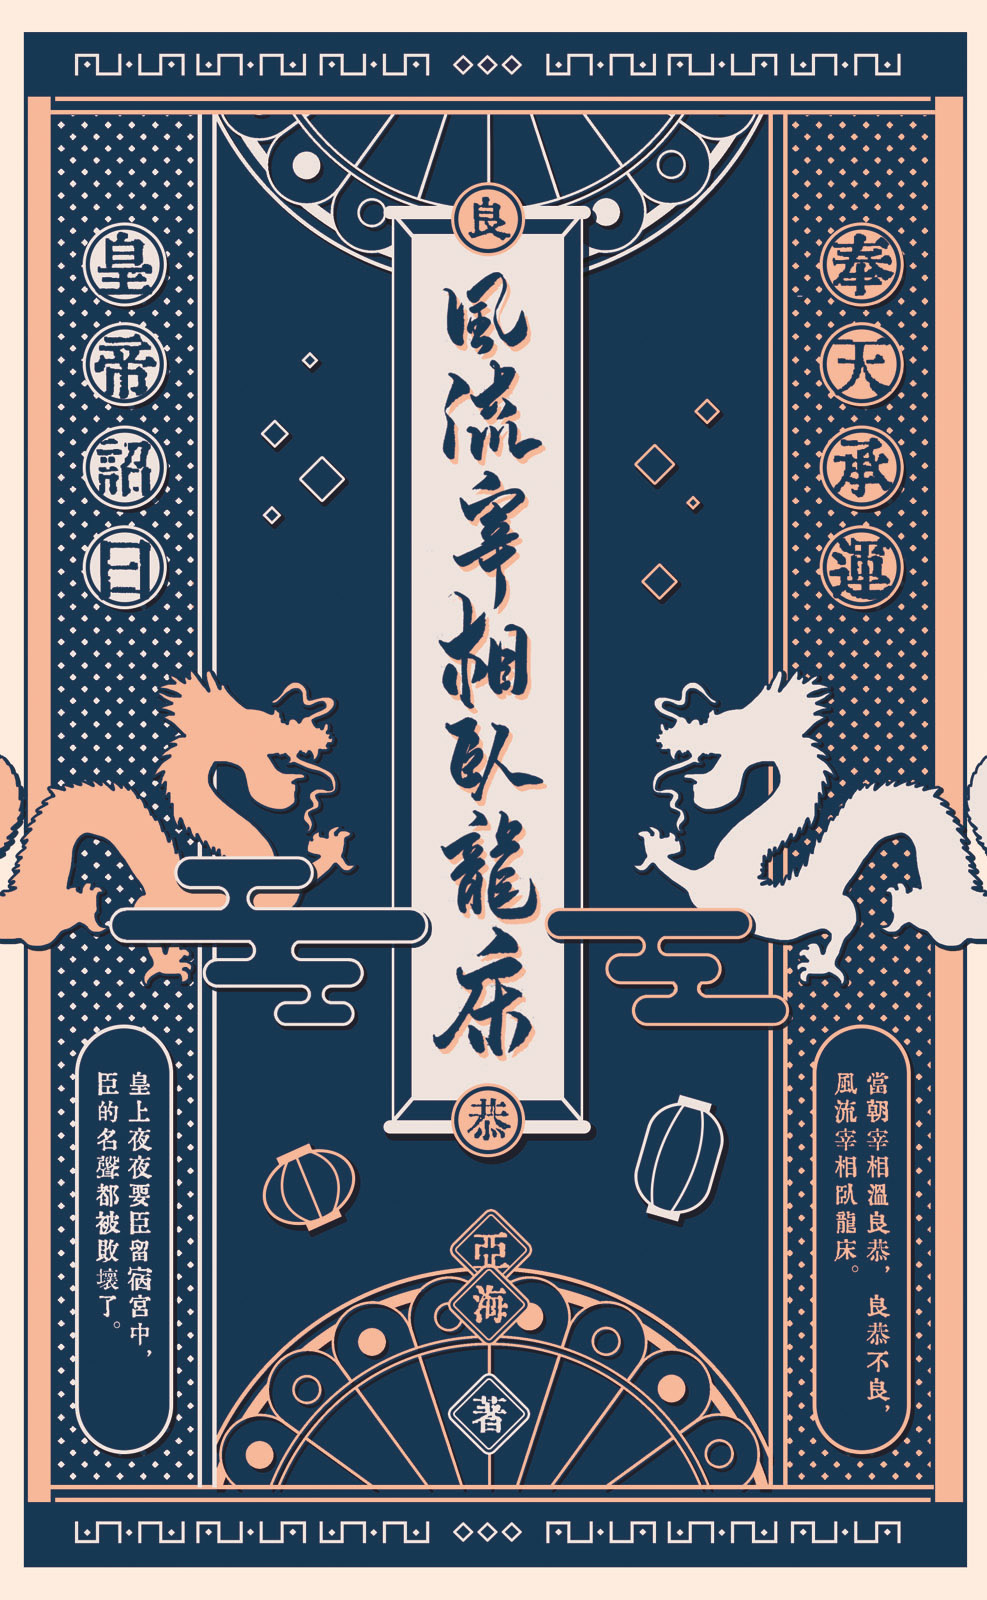 奉天承運
皇帝詔曰
良
風流宰相臥龍床
恭
當朝宰相溫良恭，良恭不良，
風流宰相臥龍床。
皇上夜夜要臣留宿宮中，
臣的名聲都被敗壞了。
亞海
著